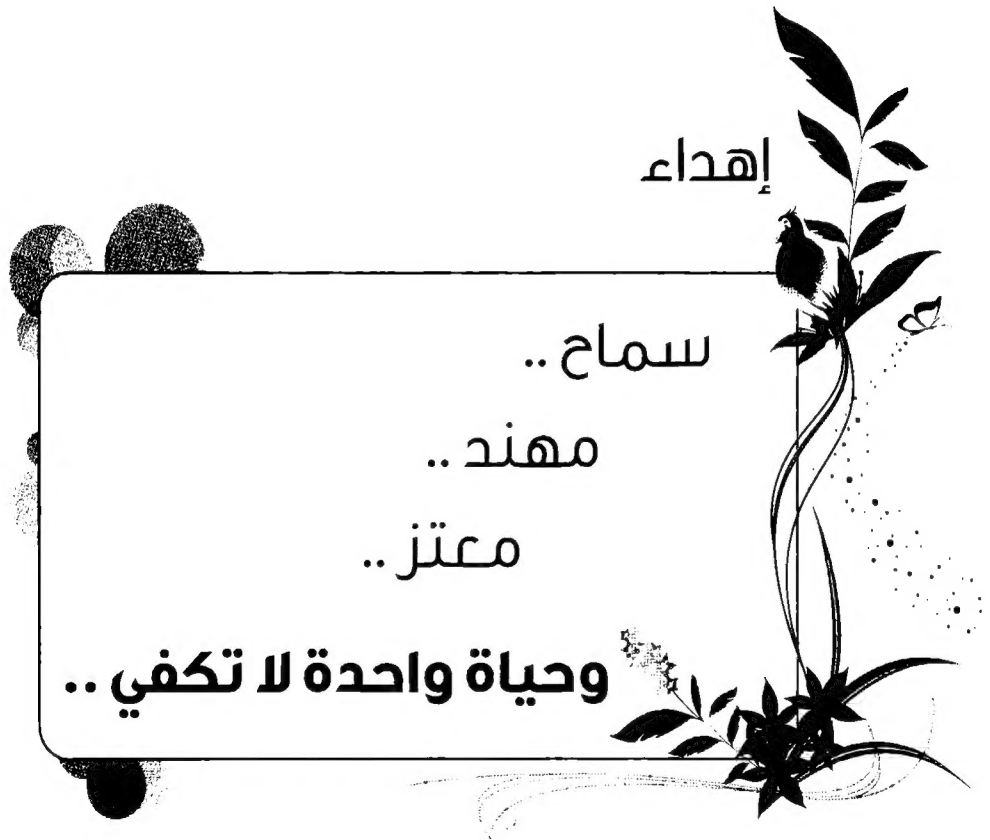 إهداء
سماح ..
مهند ..
معتز ..
وحياة واحدة لا تكفي ..